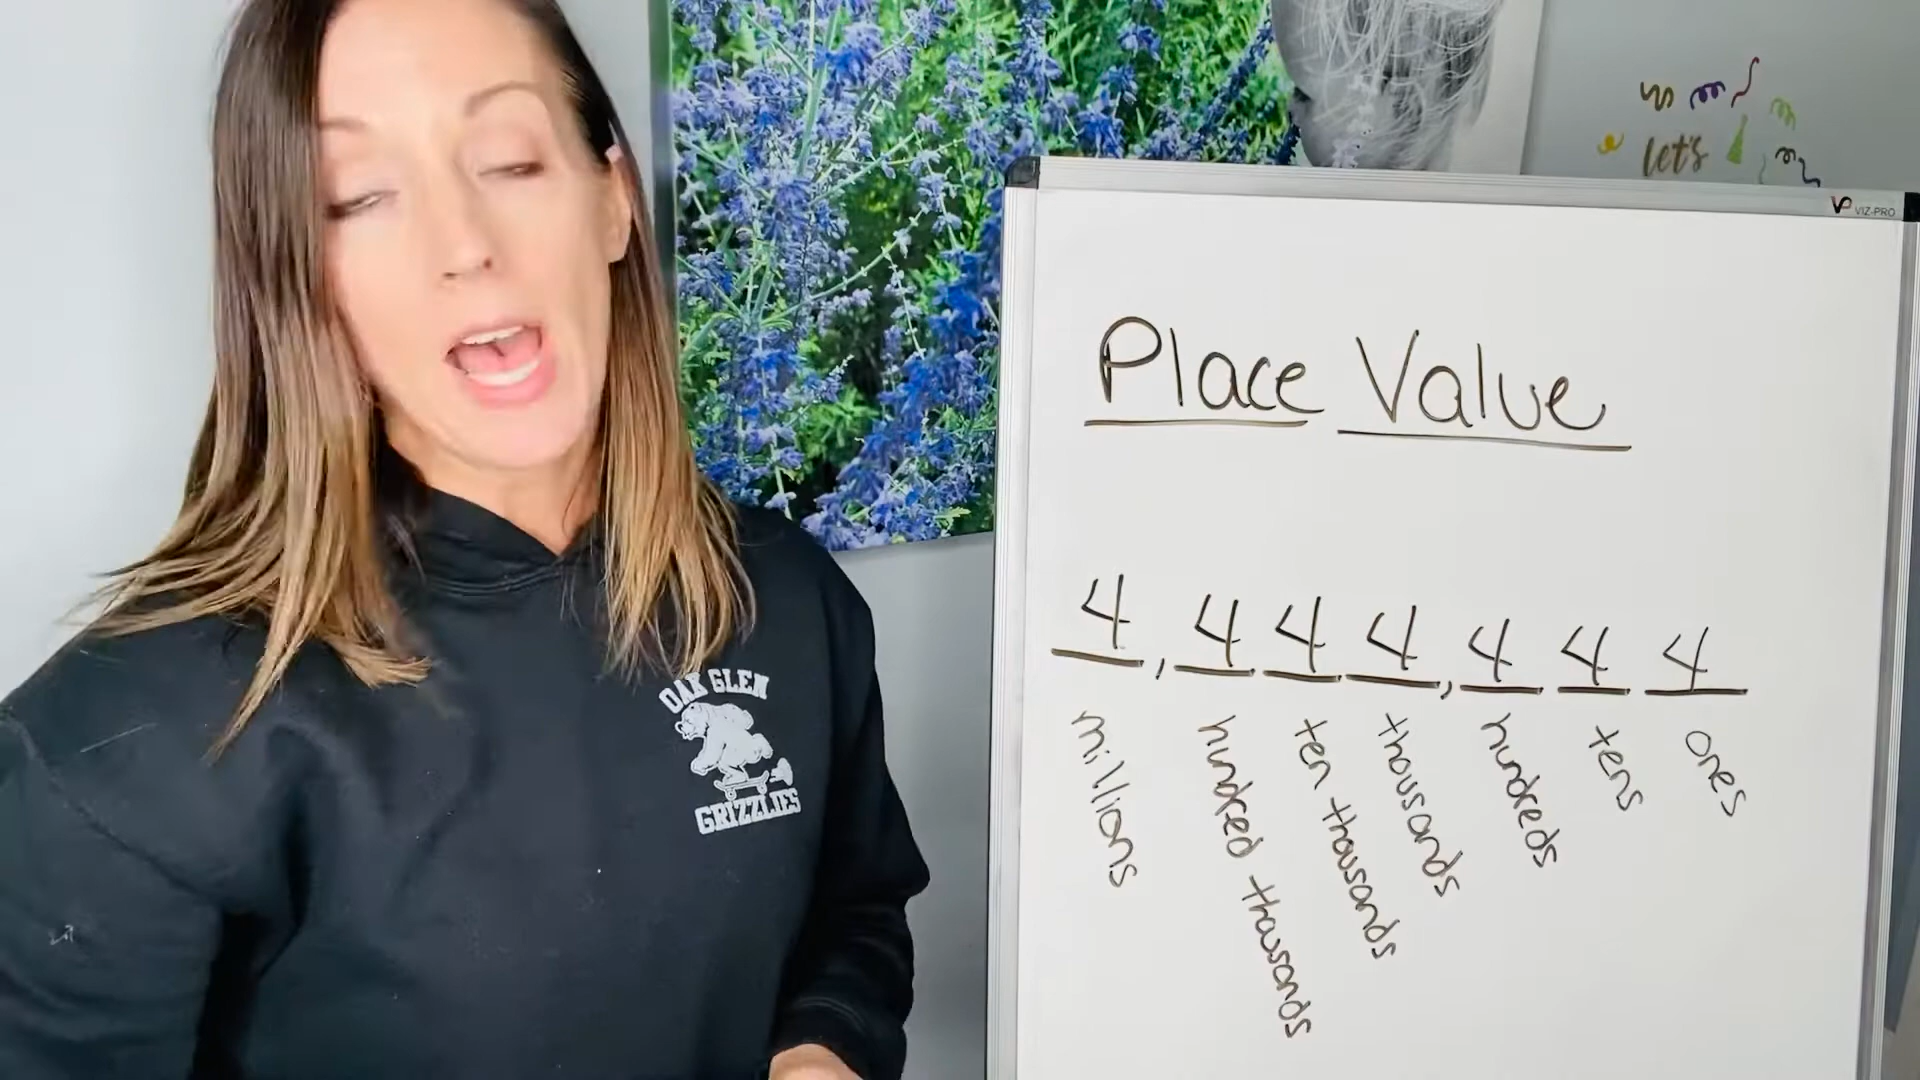 let's
VIZ-PRO
Place Value
4,444,444
millions
hundred thousands
ten thousands
thousands
hundreds
tens
ones
OAK GLEN
GRIZZLIES